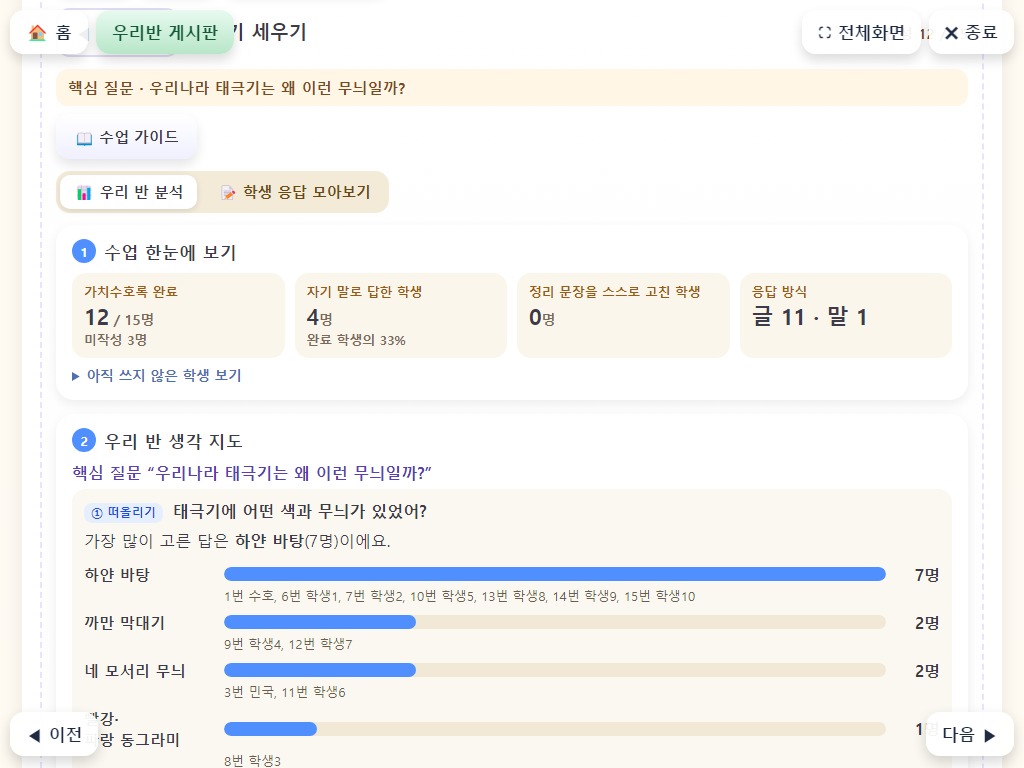 홈
우리반 게시판
기 세우기
전체화면
종료
핵심 질문 · 우리나라 태극기는 왜 이런 무늬일까?
수업 가이드
우리 반 분석
학생 응답 모아보기
1 수업 한눈에 보기
가치수호록 완료
12 / 15명
미작성 3명
자기 말로 답한 학생
4명
완료 학생의 33%
정리 문장을 스스로 고친 학생
0명
응답 방식
글 11 · 말 1
▶ 아직 쓰지 않은 학생 보기
2 우리 반 생각 지도
핵심 질문 “우리나라 태극기는 왜 이런 무늬일까?”
① 떠올리기 태극기에 어떤 색과 무늬가 있었어?
가장 많이 고른 답은 하얀 바탕(7명)이에요.
하얀 바탕 7명
1번 수호, 6번 학생1, 7번 학생2, 10번 학생5, 13번 학생8, 14번 학생9, 15번 학생10
까만 막대기 2명
9번 학생4, 12번 학생7
네 모서리 무늬 2명
3번 민국, 11번 학생6
빨강·
파랑 동그라미 1명
8번 학생3
◀ 이전
다음 ▶